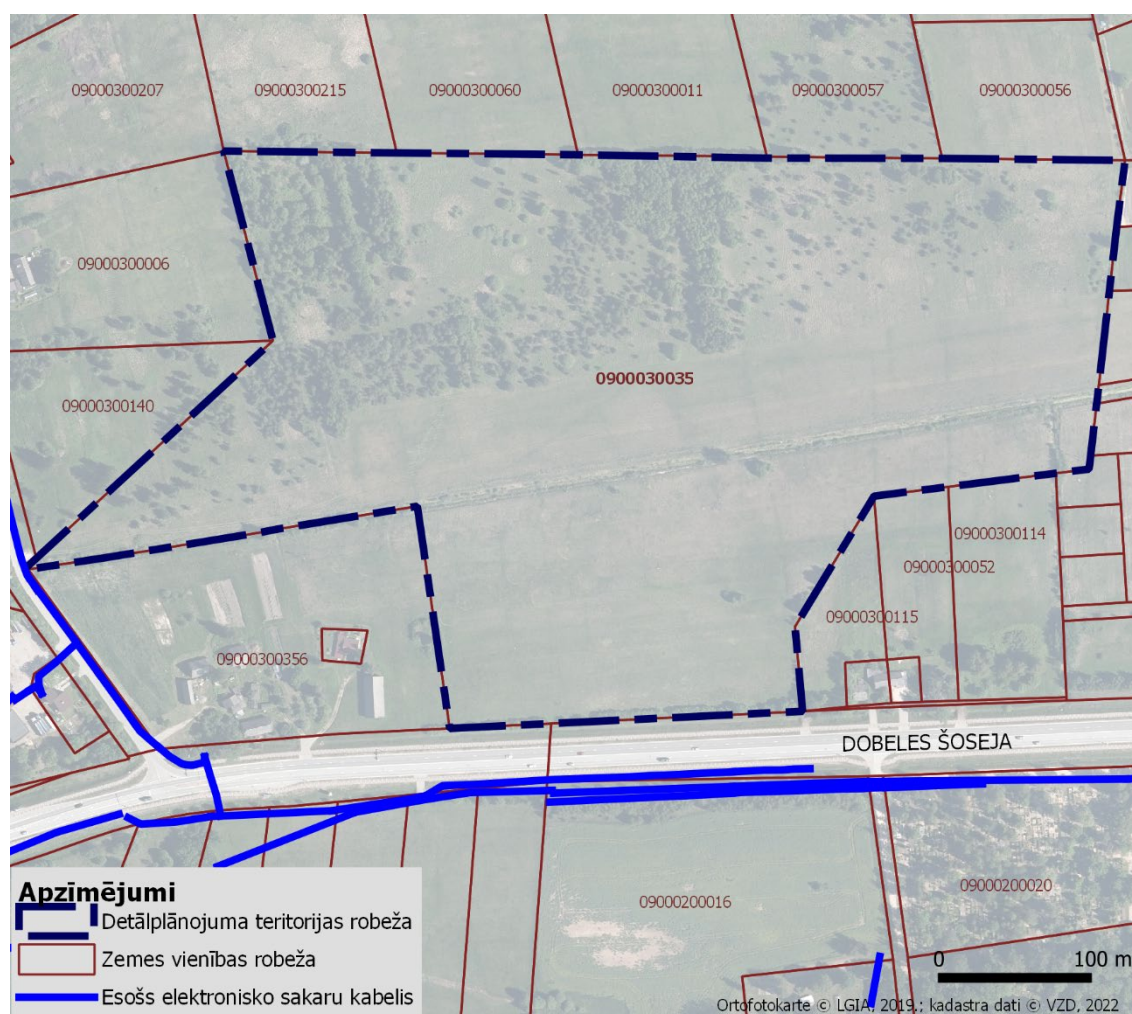 09000300207
09000300215
09000300060
09000300011
09000300057
09000300056
09000300006
0900030035
09000300140
09000300114
09000300052
09000300115
09000300356
DOBELES ŠOSEJA
09000200016
09000200020
Apzīmējumi
Detālplānojuma teritorijas robeža
Zemes vienības robeža
Esošs elektronisko sakaru kabelis
0 100 m
Ortofotokarte © LGIA, 2019.; kadastra dati © VZD, 2022